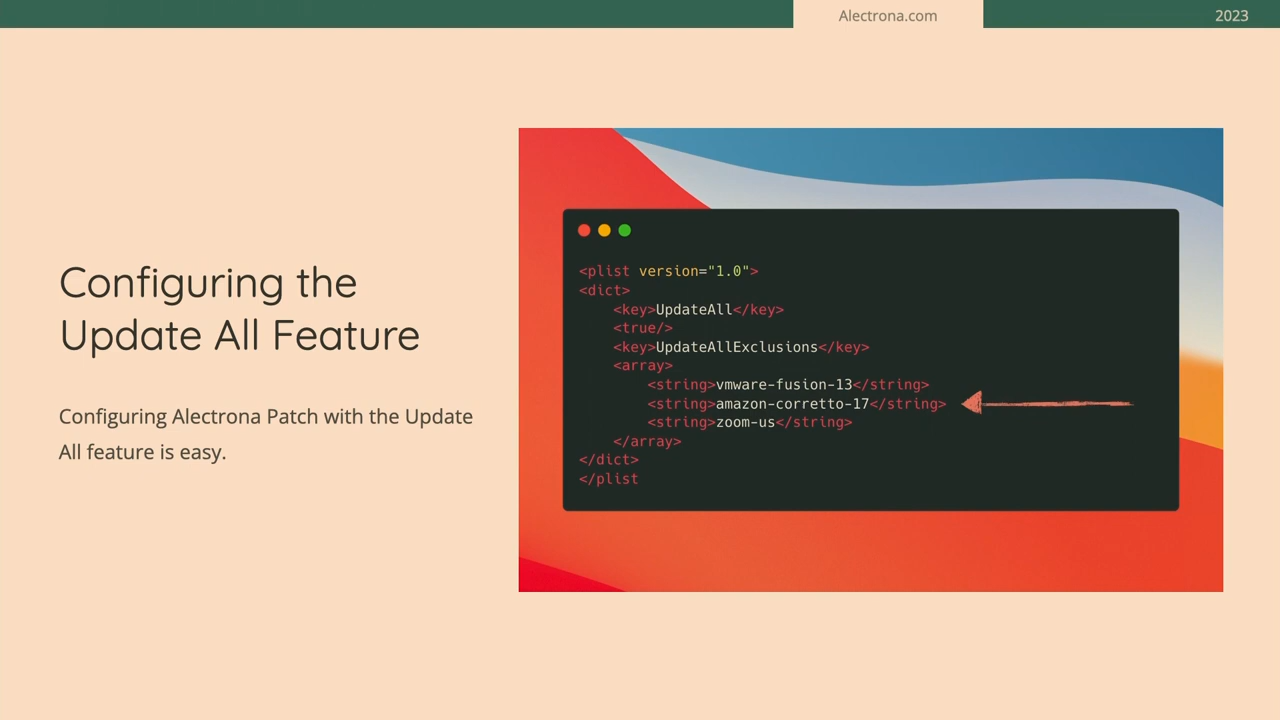 Alectrona.com
2023
Configuring the
Update All Feature
Configuring Alectrona Patch with the Update
All feature is easy.
<plist version="1.0">
<dict>
    <key>UpdateAll</key>
    <true/>
    <key>UpdateAllExclusions</key>
    <array>
        <string>vmware-fusion-13</string>
        <string>amazon-corretto-17</string>
        <string>zoom-us</string>
    </array>
</dict>
</plist